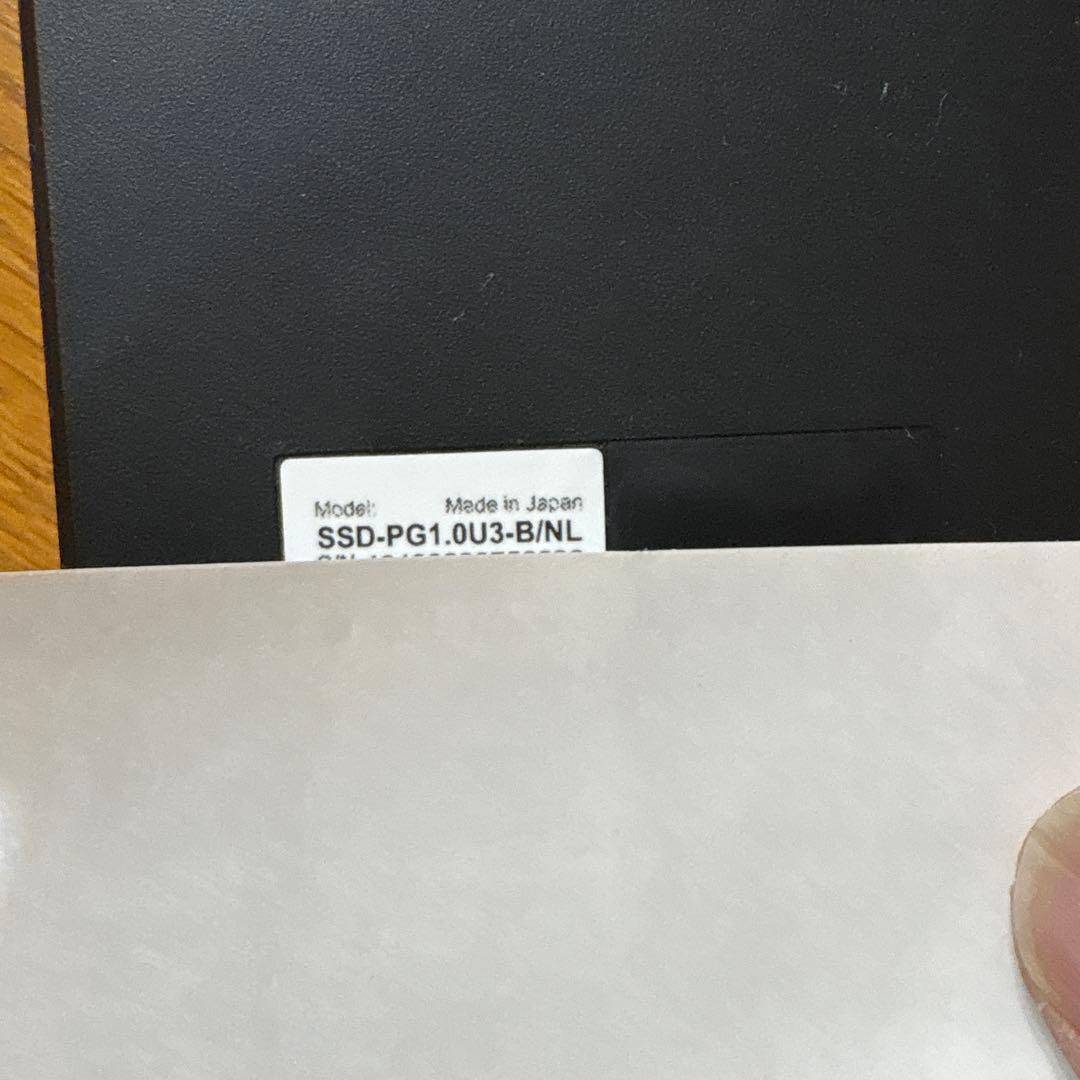 Model: Made in Japan
SSD-PG1.0U3-B/NL
S/N